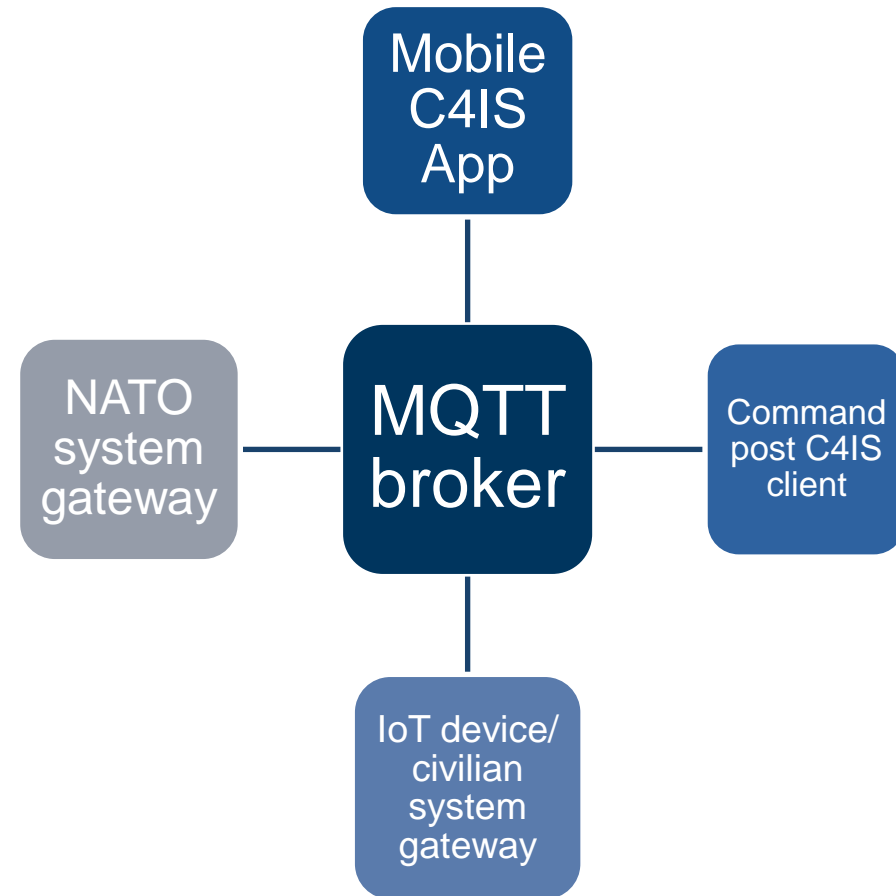 Mobile
C4IS
App
NATO
system
gateway
MQTT
broker
Command
post C4IS
client
IoT device/
civilian
system
gateway